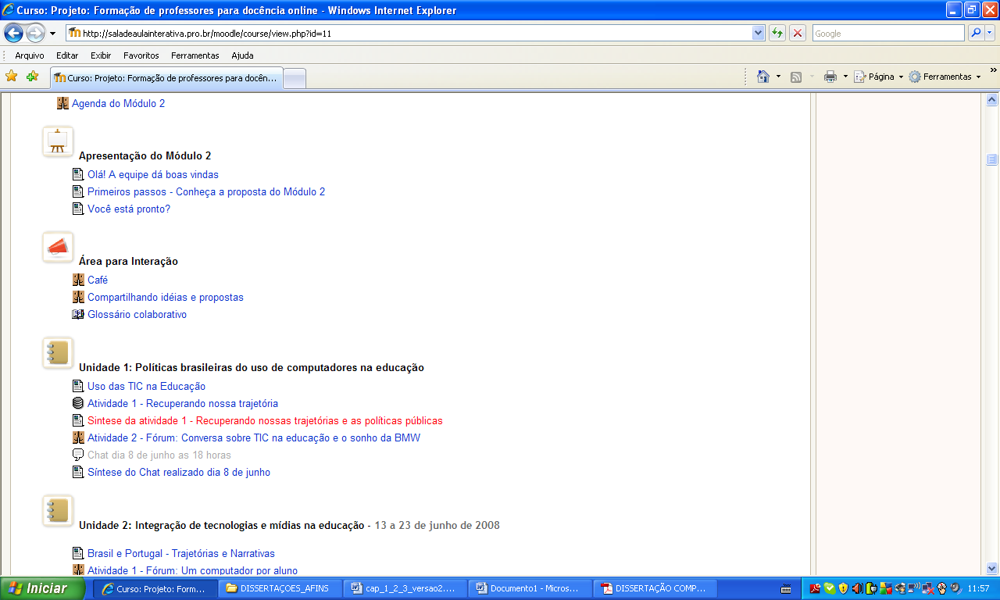 Curso: Projeto: Formação de professores para docência online - Windows Internet Explorer
http://saladeaulainterativa.pro.br/moodle/course/view.php?id=11
Google
Arquivo Editar Exibir Favoritos Ferramentas Ajuda
Curso: Projeto: Formação de professores para docên...
Página Ferramentas
Agenda do Módulo 2
Apresentação do Módulo 2
Olá! A equipe dá boas vindas
Primeiros passos - Conheça a proposta do Módulo 2
Você está pronto?
Área para Interação
Café
Compartilhando idéias e propostas
Glossário colaborativo
Unidade 1: Políticas brasileiras do uso de computadores na educação
Uso das TIC na Educação
Atividade 1 - Recuperando nossa trajetória
Sintese da atividade 1 - Recuperando nossas trajetórias e as políticas públicas
Atividade 2 - Fórum: Conversa sobre TIC na educação e o sonho da BMW
Chat dia 8 de junho as 18 horas
Síntese do Chat realizado dia 8 de junho
Unidade 2: Integração de tecnologias e mídias na educação - 13 a 23 de junho de 2008
Brasil e Portugal - Trajetórias e Narrativas
Atividade 1 - Fórum: Um computador por aluno
Iniciar Curso: Projeto: Form... DISSERTAÇOES_AFINS cap_1_2_3_versao2.... Documento1 - Micros... DISSERTAÇÃO COMP... 11:57